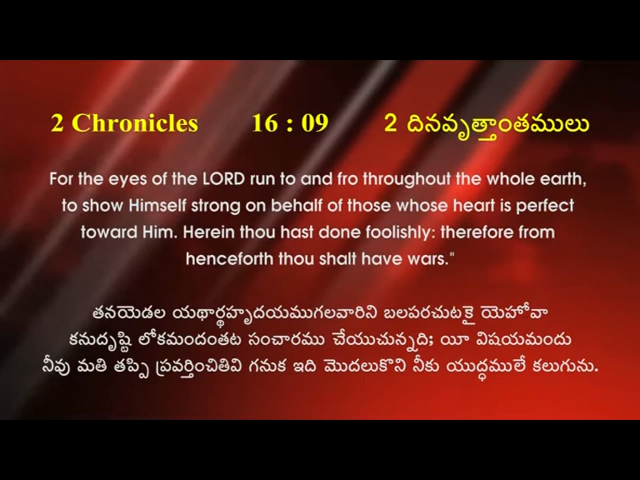 2 Chronicles 16 : 09 2 దినవృత్తాంతములు
For the eyes of the LORD run to and fro throughout the whole earth,
to show Himself strong on behalf of those whose heart is perfect
toward Him. Herein thou hast done foolishly: therefore from
henceforth thou shalt have wars."
తనయెడల యథార్థహృదయముగలవారిని బలపరచుటకై యెహోవా
కనుదృష్టి లోకమందంతట సంచారము చేయుచున్నది; యీ విషయమందు
నీవు మతి తప్పి ప్రవర్తించితివి గనుక ఇది మొదలుకొని నీకు యుద్ధములే కలుగును.